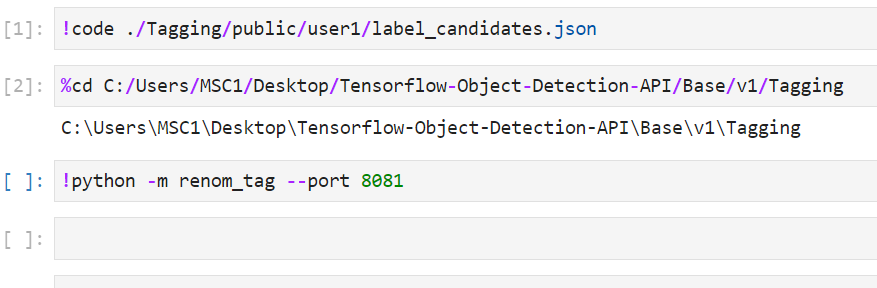 [1]: !code ./Tagging/public/user1/label_candidates.json
[2]: %cd C:/Users/MSC1/Desktop/Tensorflow-Object-Detection-API/Base/v1/Tagging
C:\Users\MSC1\Desktop\Tensorflow-Object-Detection-API\Base\v1\Tagging
[ ]: !python -m renom_tag --port 8081
[ ]: